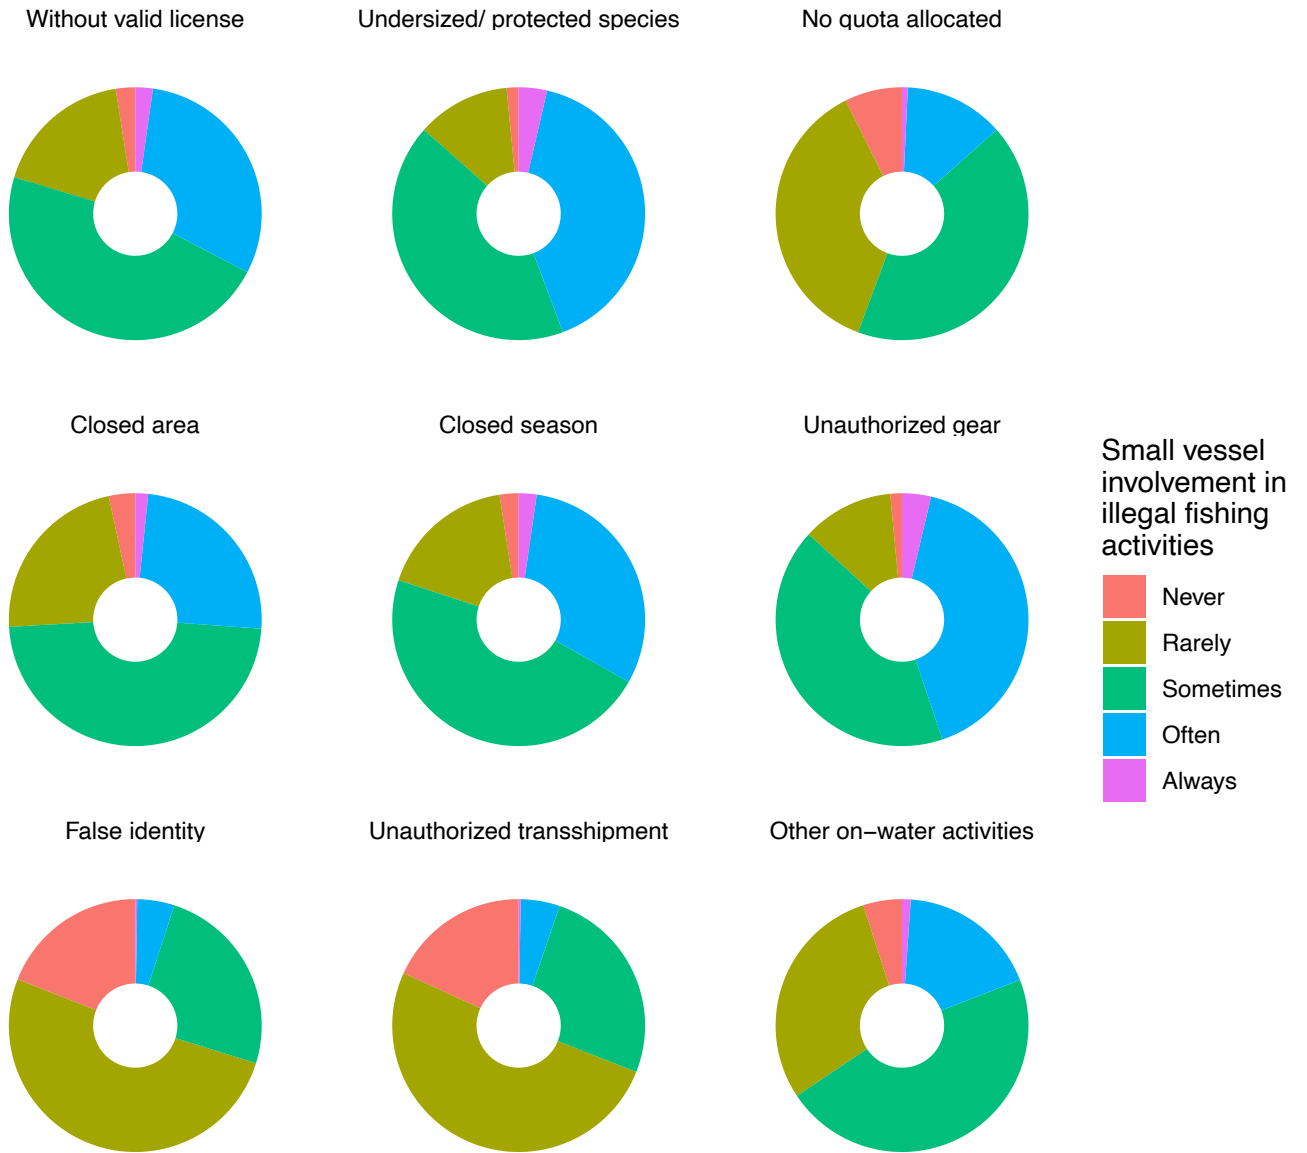 Without valid license
Undersized/ protected species
No quota allocated
Closed area
Closed season
Unauthorized gear
Small vessel
involvement in
illegal fishing
activities
Never
Rarely
Sometimes
Often
Always
False identity
Unauthorized transshipment
Other on−water activities